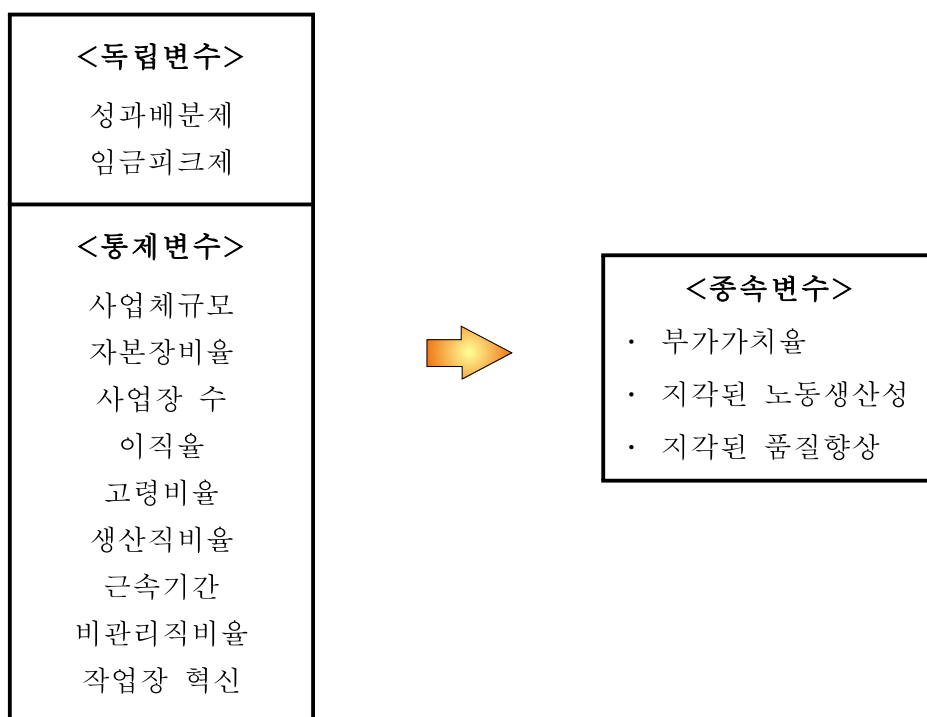 <독립변수>
성과배분제
임금피크제
<통제변수>
사업체규모
자본장비율
사업장 수
이직율
고령비율
생산직비율
근속기간
비관리직비율
작업장 혁신
<종속변수>
· 부가가치율
· 지각된 노동생산성
· 지각된 품질향상